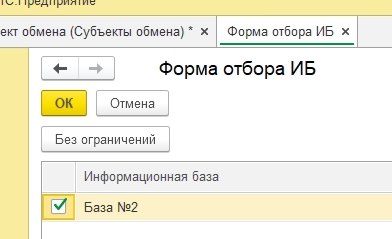 1С:Предприятие
ект обмена (Субъекты обмена) * × Форма отбора ИБ ×
Форма отбора ИБ
ОК Отмена
Без ограничений
Информационная база
База №2